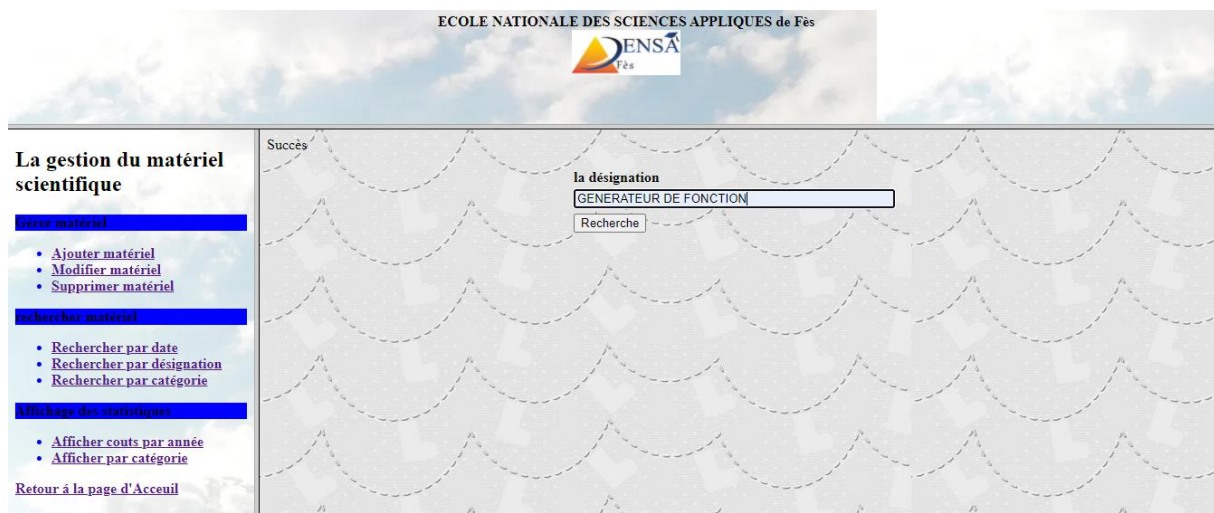 ECOLE NATIONALE DES SCIENCES APPLIQUES de Fès
ENSA
Fès
La gestion du matériel
scientifique
Gerer matériel
Ajouter matériel
Modifier matériel
Supprimer matériel
rechercher matériel
Rechercher par date
Rechercher par désignation
Rechercher par catégorie
Affichage des statistiques
Afficher couts par année
Afficher par catégorie
Retour á la page d'Acceuil
Succès
la désignation
GENERATEUR DE FONCTION
Recherche